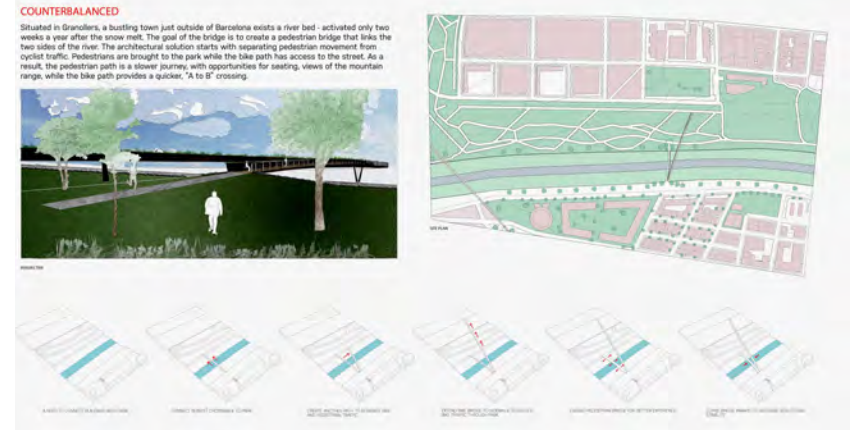 COUNTERBALANCED
Situated in Granollers, a bustling town just outside of Barcelona exists a river bed - activated only two
weeks a year after the snow melt. The goal of the bridge is to create a pedestrian bridge that links the
two sides of the river. The architectural solution starts with separating pedestrian movement from
cyclist traffic. Pedestrians are brought to the park while the bike path has access to the street. As a
result, the pedestrian path is a slower journey, with opportunities for seating, views of the mountain
range, while the bike path provides a quicker, "A to B" crossing.
SITE PLAN